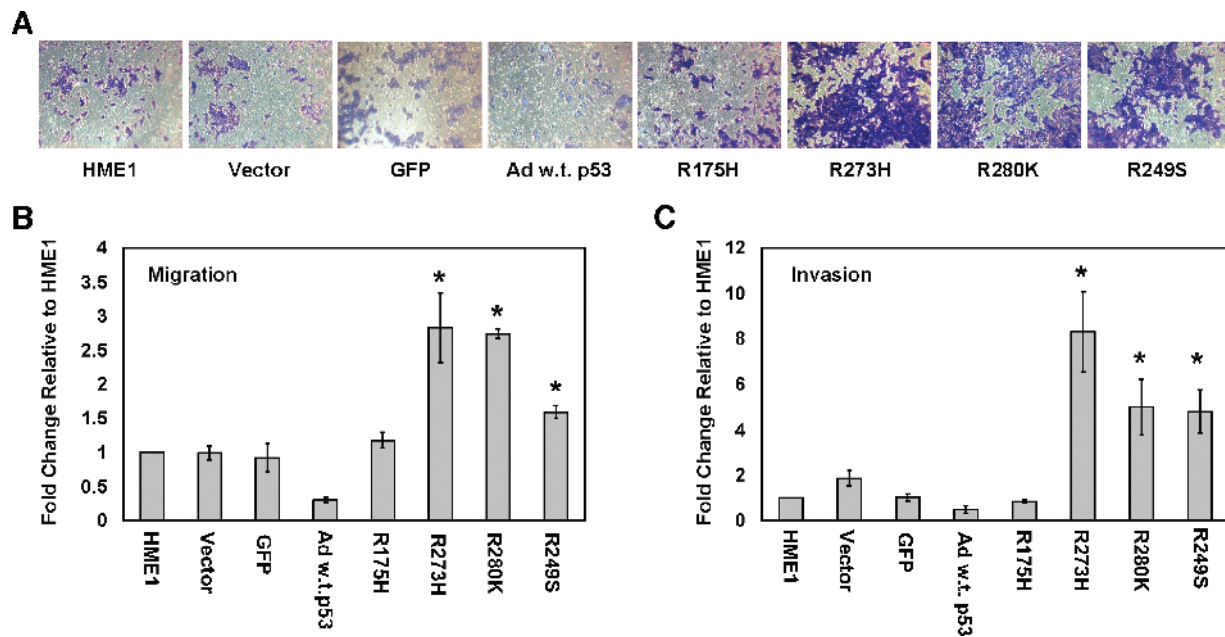 A
HME1 Vector GFP Ad w.t. p53 R175H R273H R280K R249S
B
Fold Change Relative to HME1
4
3.5
3
2.5
2
1.5
1
0.5
0
Migration
*
*
*
HME1
Vector
GFP
Ad w.t.p53
R175H
R273H
R280K
R249S
C
Fold Change Relative to HME1
12
10
8
6
4
2
0
Invasion
*
*
*
HME1
Vector
GFP
Ad w.t. p53
R175H
R273H
R280K
R249S